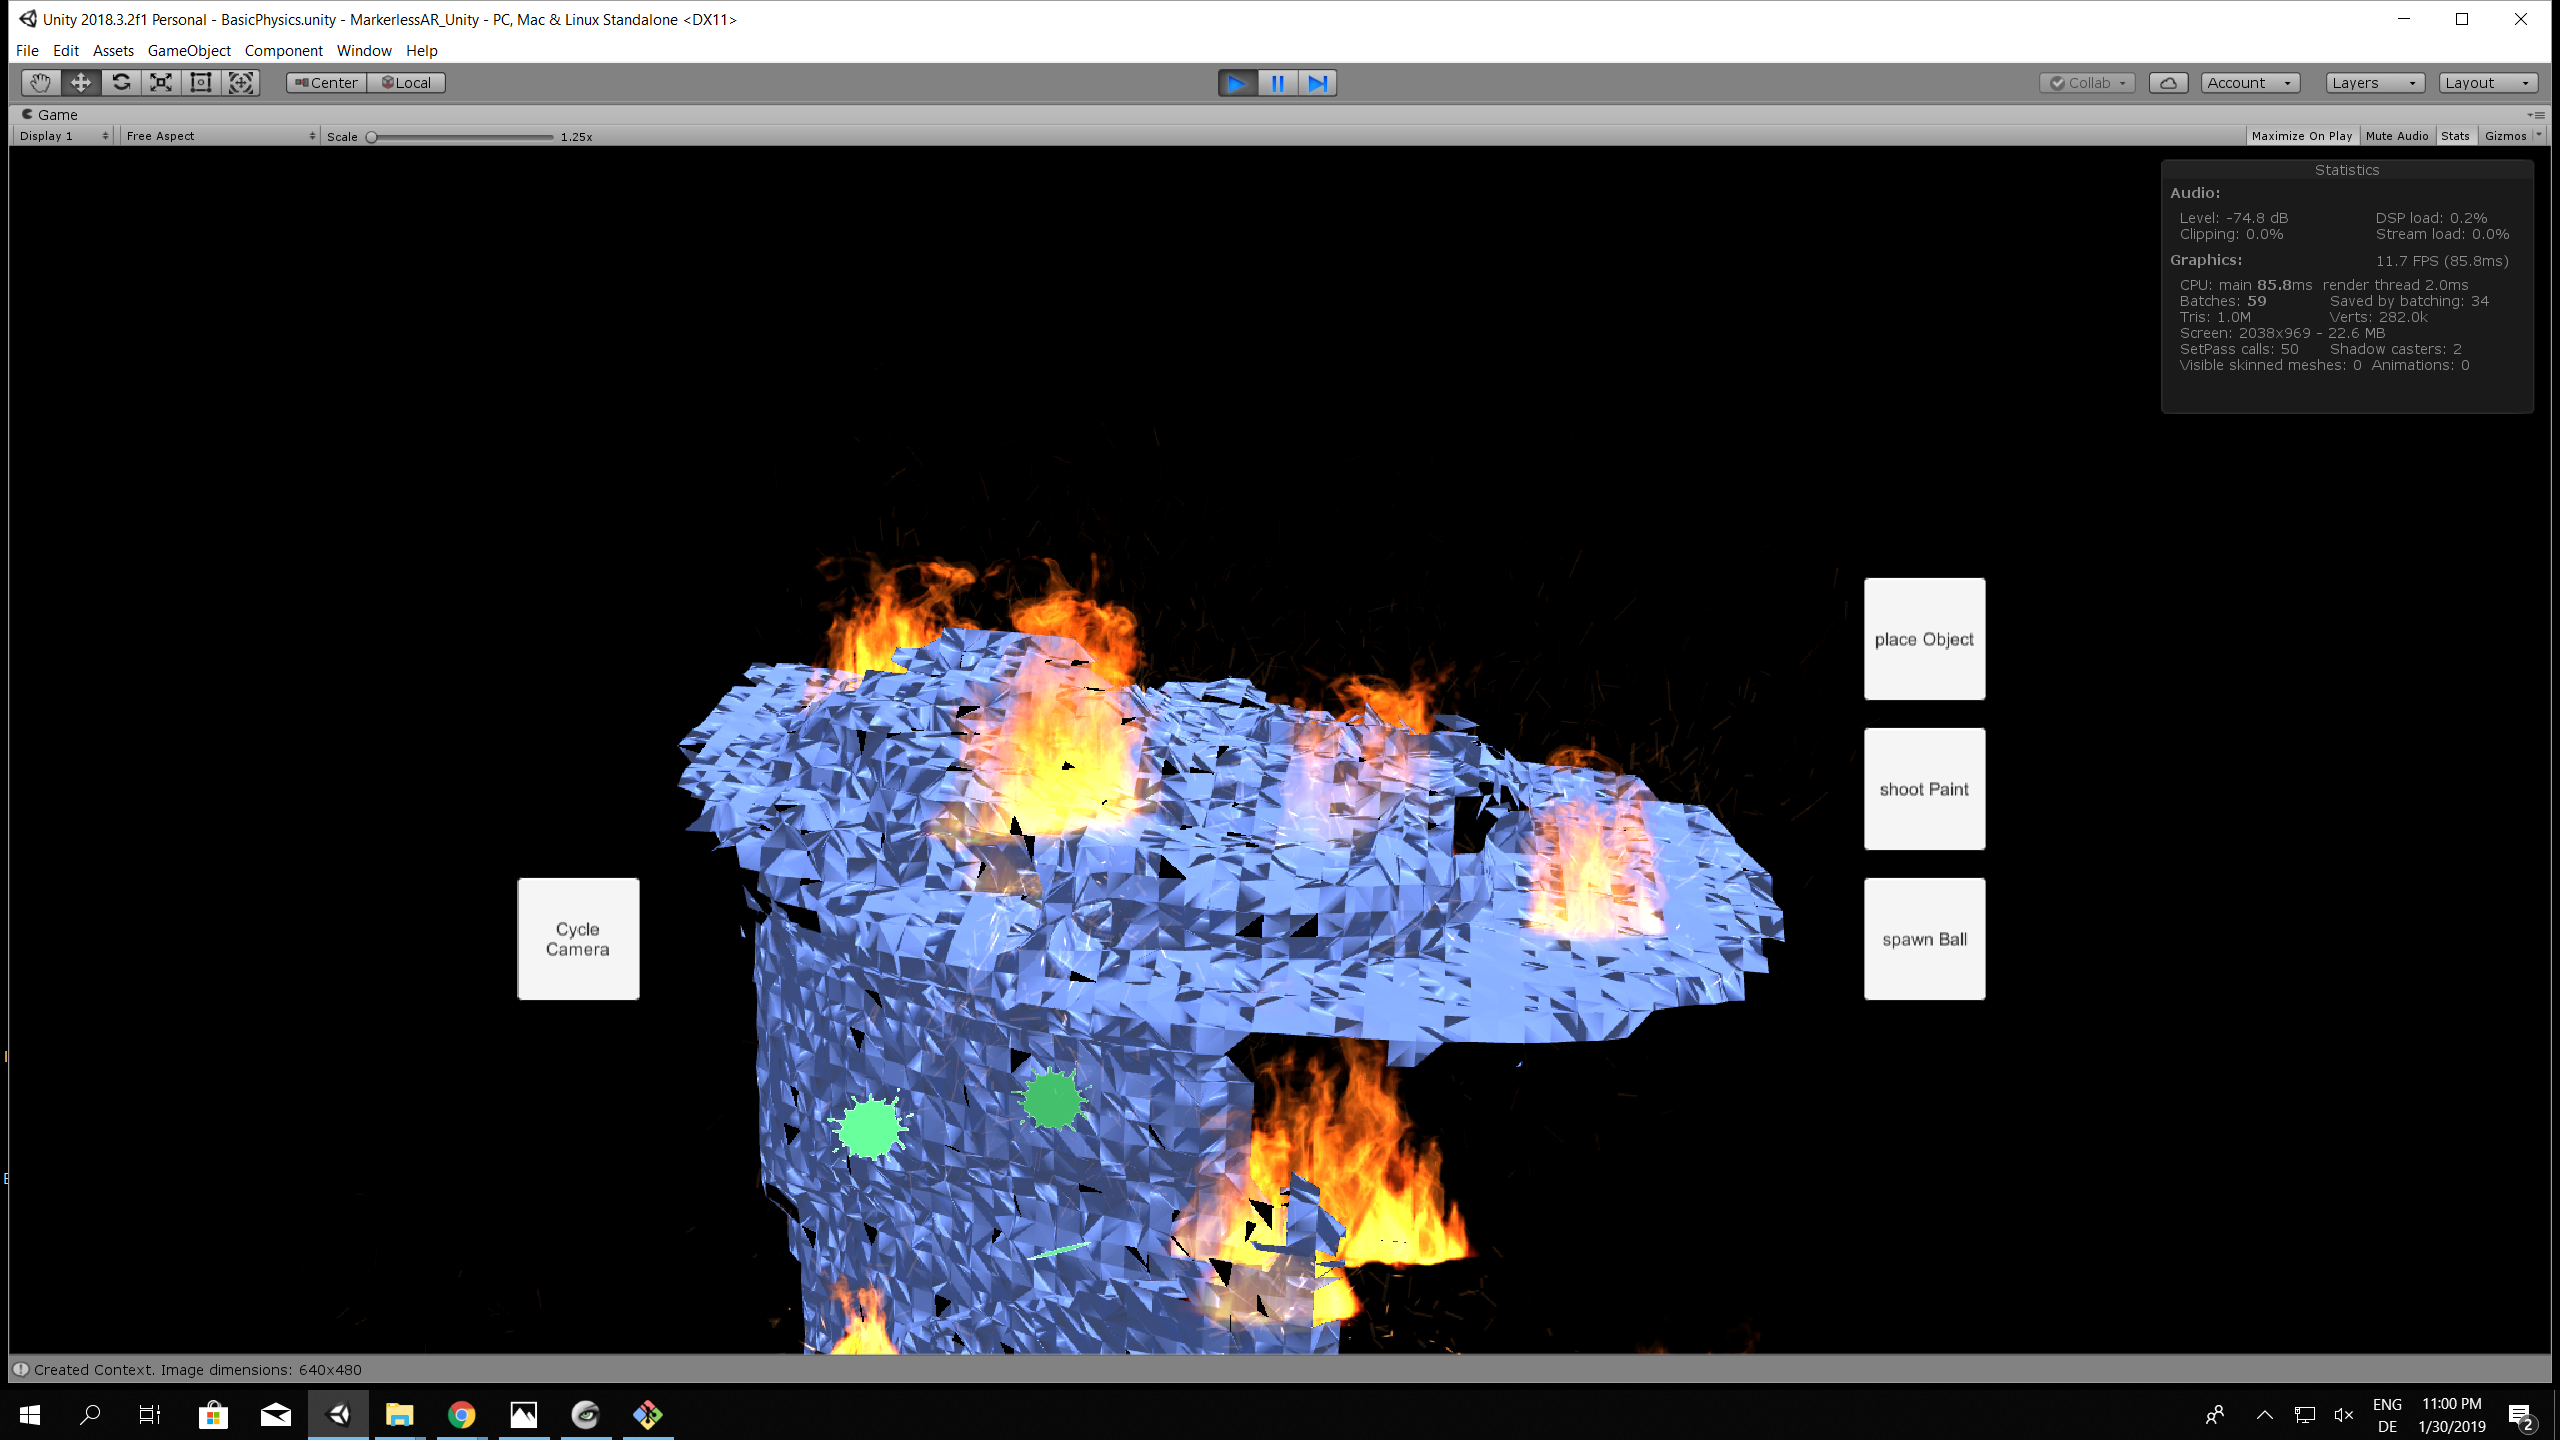 Unity 2018.3.2f1 Personal - BasicPhysics.unity - MarkerlessAR_Unity - PC, Mac & Linux Standalone <DX11>
File Edit Assets GameObject Component Window Help
Center Local Collab Account Layers Layout
Game
Display 1 Free Aspect Scale 1.25x Maximize On Play Mute Audio Stats Gizmos
Statistics
Audio:
Level: -74.8 dB DSP load: 0.2%
Clipping: 0.0% Stream load: 0.0%
Graphics: 11.7 FPS (85.8ms)
CPU: main 85.8ms render thread 2.0ms
Batches: 59 Saved by batching: 34
Tris: 1.0M Verts: 282.0k
Screen: 2038x969 - 22.6 MB
SetPass calls: 50 Shadow casters: 2
Visible skinned meshes: 0 Animations: 0
place Object
shoot Paint
Cycle
Camera
spawn Ball
Created Context. Image dimensions: 640x480
ENG 11:00 PM
DE 1/30/2019 2